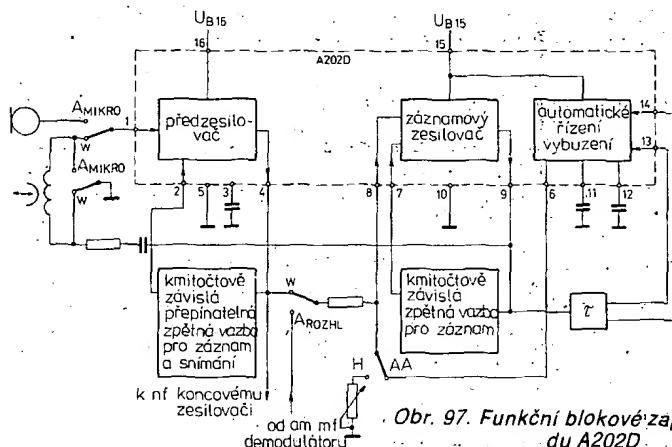 U_B16
U_B15
16
A202D
15
A_MIKRO
1
předzesilo-
vač
záznamový
zesilovač
automatické
řízení
vybuzení
14
13
w
A_MIKRO
w
2
5
3
4
8
7
10
9
6
11
12
kmitočtově
závislá
přepínatelná
zpětná vazba
pro záznam
a snímání
w
A_ROZHL
kmitočtově
závislá
zpětná vazba
pro záznam
τ
H
AA
k nf koncovému
zesilovači
od am mf
demodulátoru
Obr. 97. Funkční blokové za
du A202D